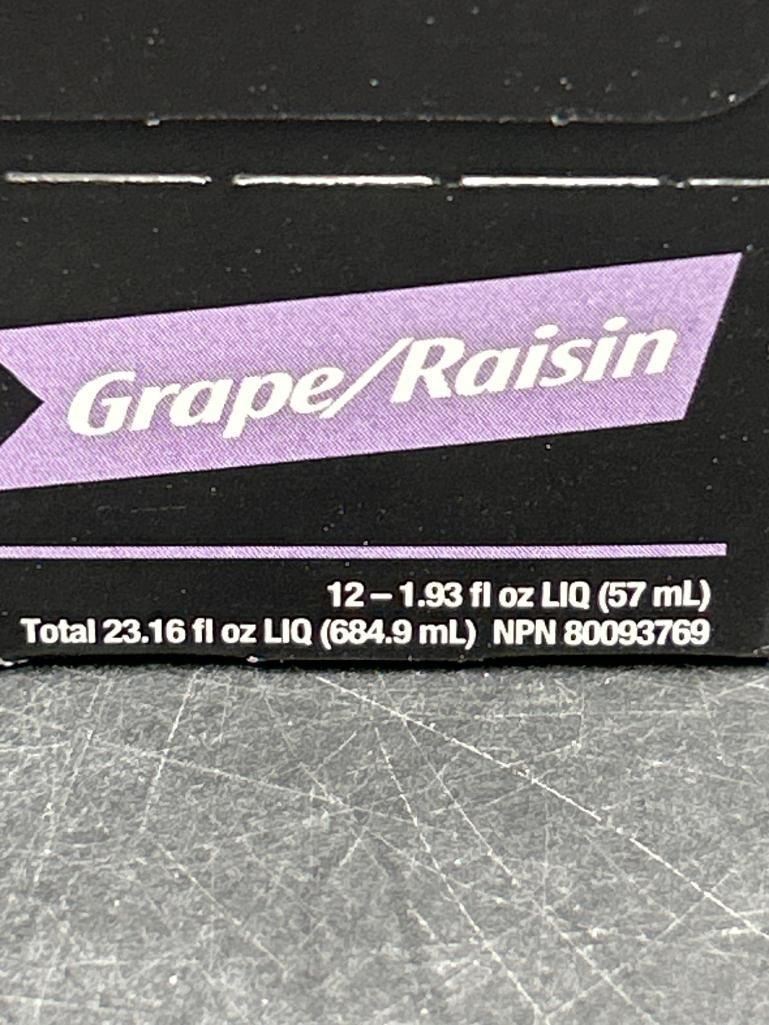 Grape/Raisin
12 – 1.93 fl oz LIQ (57 mL)
Total 23.16 fl oz LIQ (684.9 mL) NPN 80093769